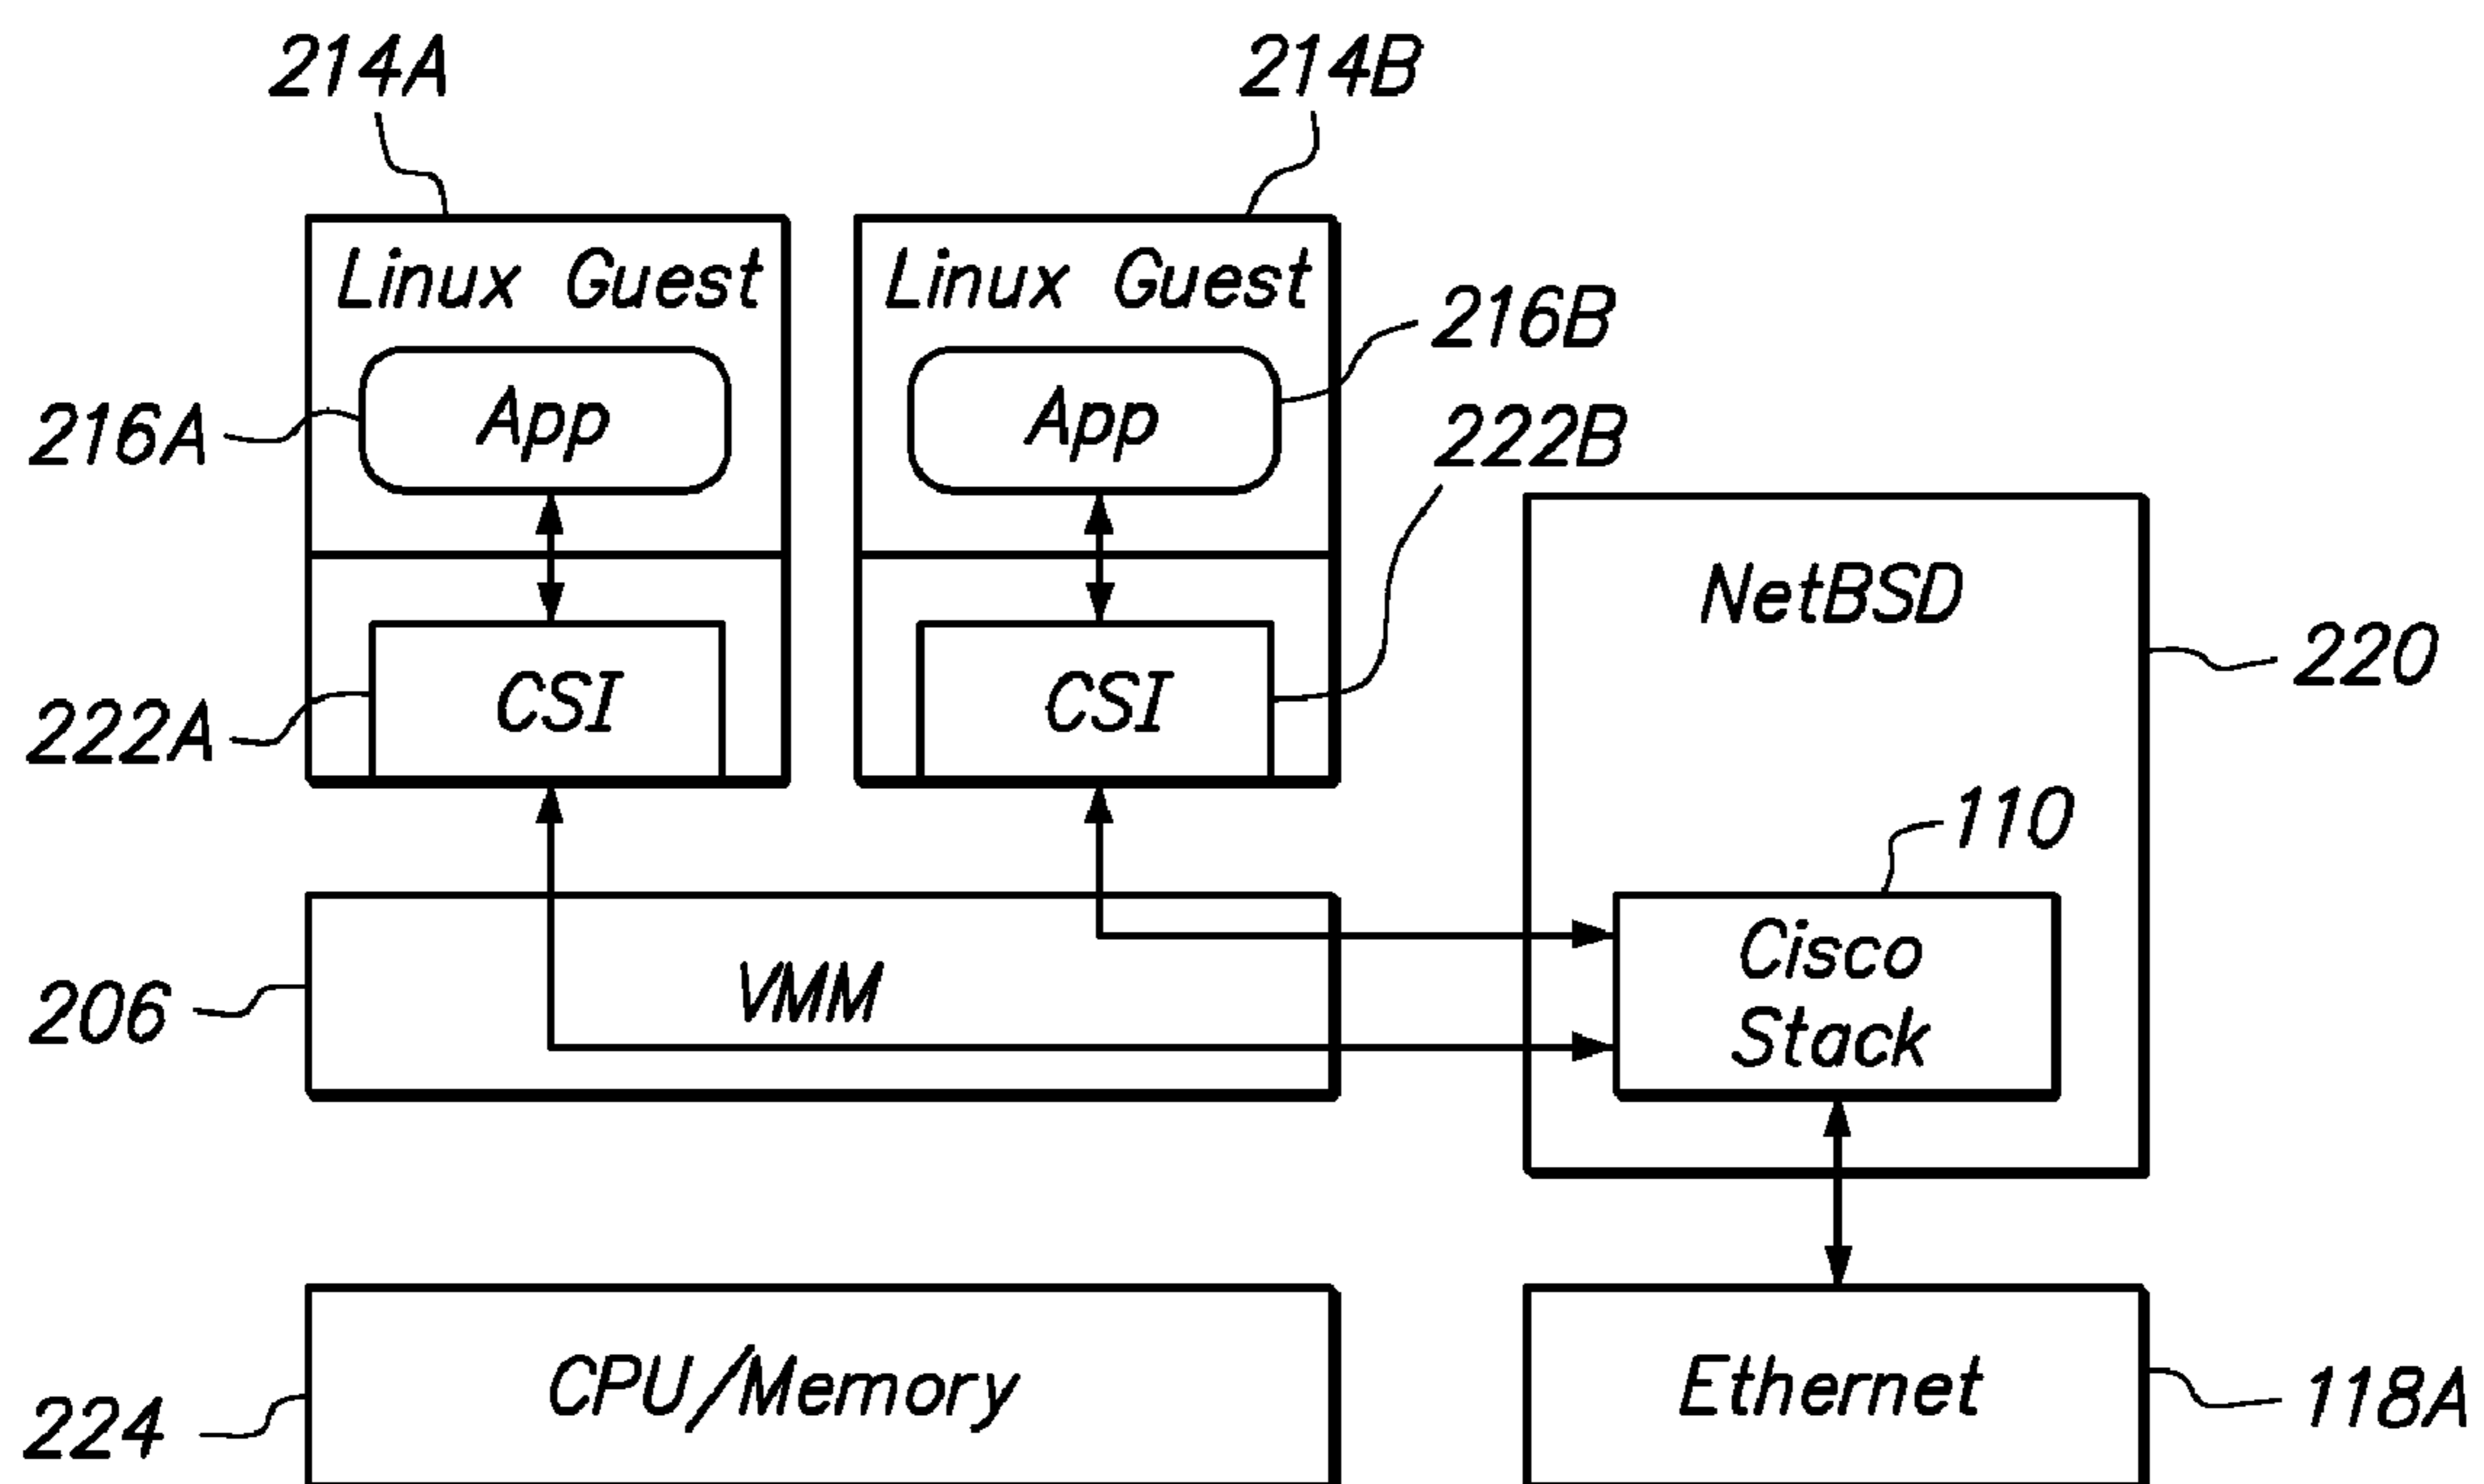 214A
214B
Linux Guest
Linux Guest
216B
App
App
216A
222B
NetBSD
220
CSI
CSI
222A
110
Cisco
Stack
VMM
206
CPU/Memory
Ethernet
224
118A